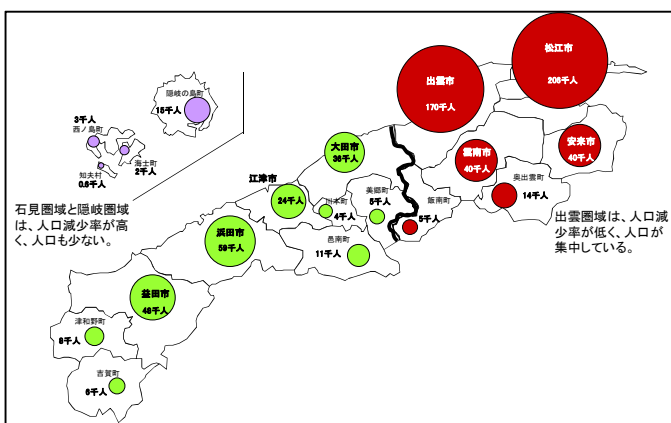 松江市
206千人
出雲市
170千人
隠岐の島町
15千人
3千人
西ノ島町
海士町
2千人
知夫村
0.6千人
大田市
36千人
雲南市
40千人
安来市
40千人
奥出雲町
14千人
江津市
24千人
川本町
4千人
美郷町
5千人
飯南町
5千人
石見圏域と隠岐圏域
は、人口減少率が高
く、人口も少ない。
出雲圏域は、人口減
少率が低く、人口が
集中している。
浜田市
59千人
邑南町
11千人
益田市
48千人
津和野町
8千人
吉賀町
6千人